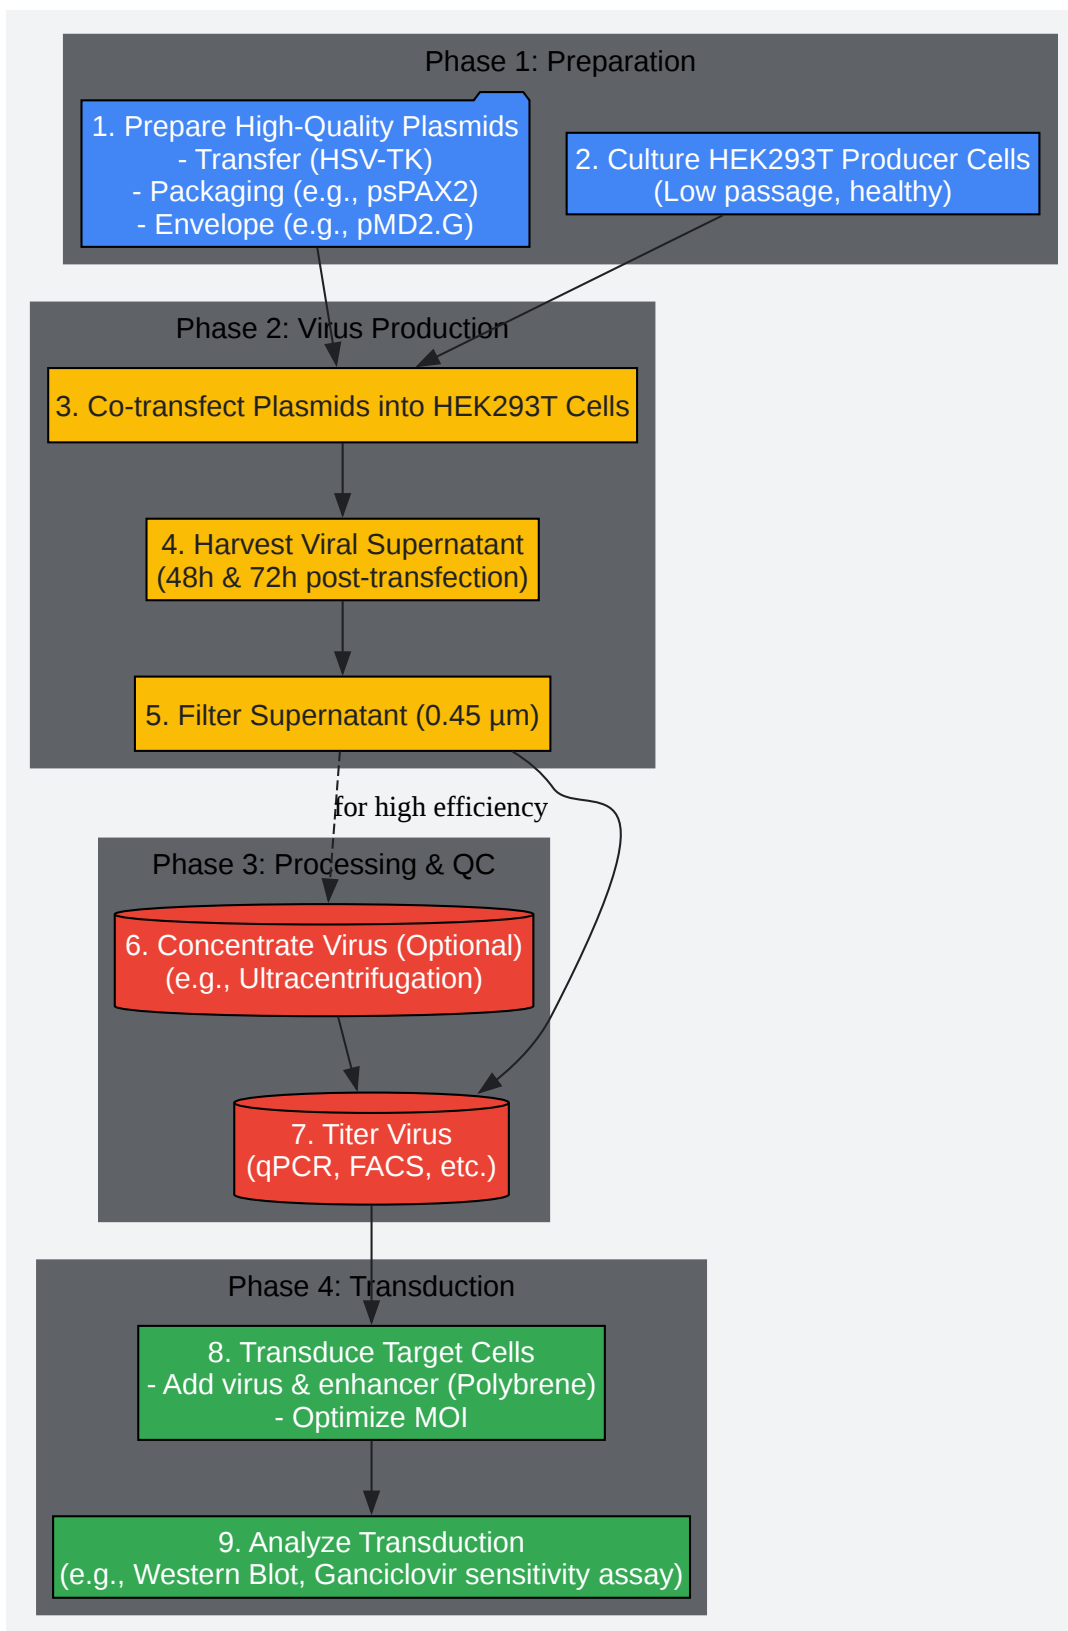 Phase 1: Preparation
1. Prepare High-Quality Plasmids
- Transfer (HSV-TK)
- Packaging (e.g., psPAX2)
- Envelope (e.g., pMD2.G)
2. Culture HEK293T Producer Cells
(Low passage, healthy)
Phase 2: Virus Production
3. Co-transfect Plasmids into HEK293T Cells
4. Harvest Viral Supernatant
(48h & 72h post-transfection)
5. Filter Supernatant (0.45 µm)
for high efficiency
Phase 3: Processing & QC
6. Concentrate Virus (Optional)
(e.g., Ultracentrifugation)
7. Titer Virus
(qPCR, FACS, etc.)
Phase 4: Transduction
8. Transduce Target Cells
- Add virus & enhancer (Polybrene)
- Optimize MOI
9. Analyze Transduction
(e.g., Western Blot, Ganciclovir sensitivity assay)